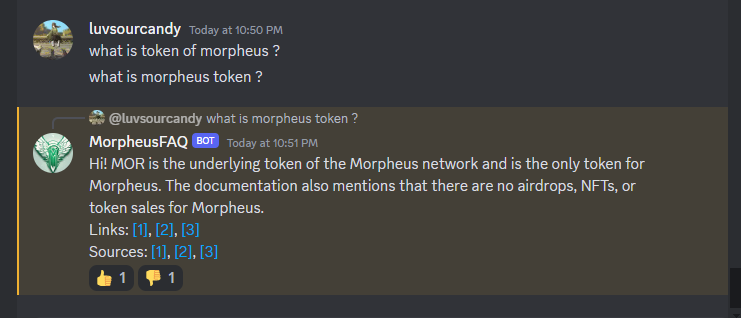 luvsourcandy Today at 10:50 PM
what is token of morpheus ?
what is morpheus token ?
@luvsourcandy what is morpheus token ?
MorpheusFAQ BOT Today at 10:51 PM
Hi! MOR is the underlying token of the Morpheus network and is the only token for
Morpheus. The documentation also mentions that there are no airdrops, NFTs, or
token sales for Morpheus.
Links: [1], [2], [3]
Sources: [1], [2], [3]
👍 1 👎 1